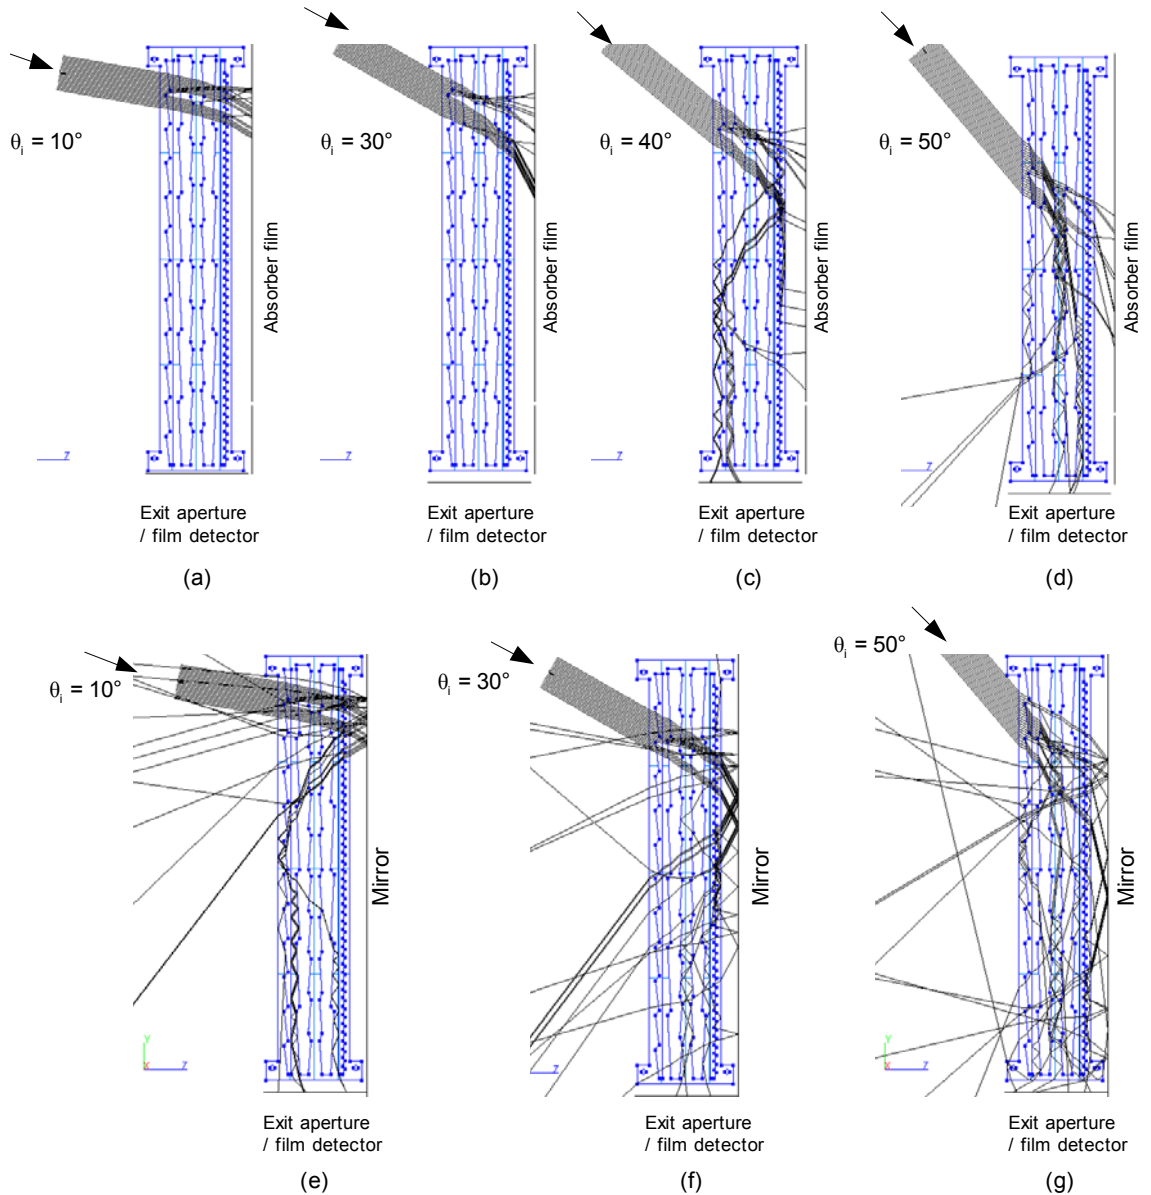 θi = 10°
θi = 30°
θi = 40°
θi = 50°
Absorber film
Absorber film
Absorber film
Absorber film
Z
Z
Z
Z
Exit aperture
/ film detector
Exit aperture
/ film detector
Exit aperture
/ film detector
Exit aperture
/ film detector
(a)
(b)
(c)
(d)
θi = 10°
θi = 30°
θi = 50°
Mirror
Mirror
Mirror
Y
X
Z
Z
Y
X
Z
Exit aperture
/ film detector
Exit aperture
/ film detector
Exit aperture
/ film detector
(e)
(f)
(g)